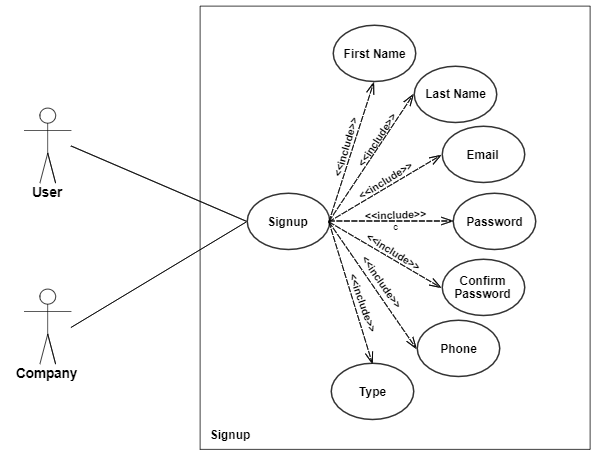 First Name
<<include>>
Last Name
<<include>>
Email
<<include>>
User
Signup
<<include>>
c
Password
<<include>>
Confirm
Password
<<include>>
Phone
<<include>>
Company
Type
Signup